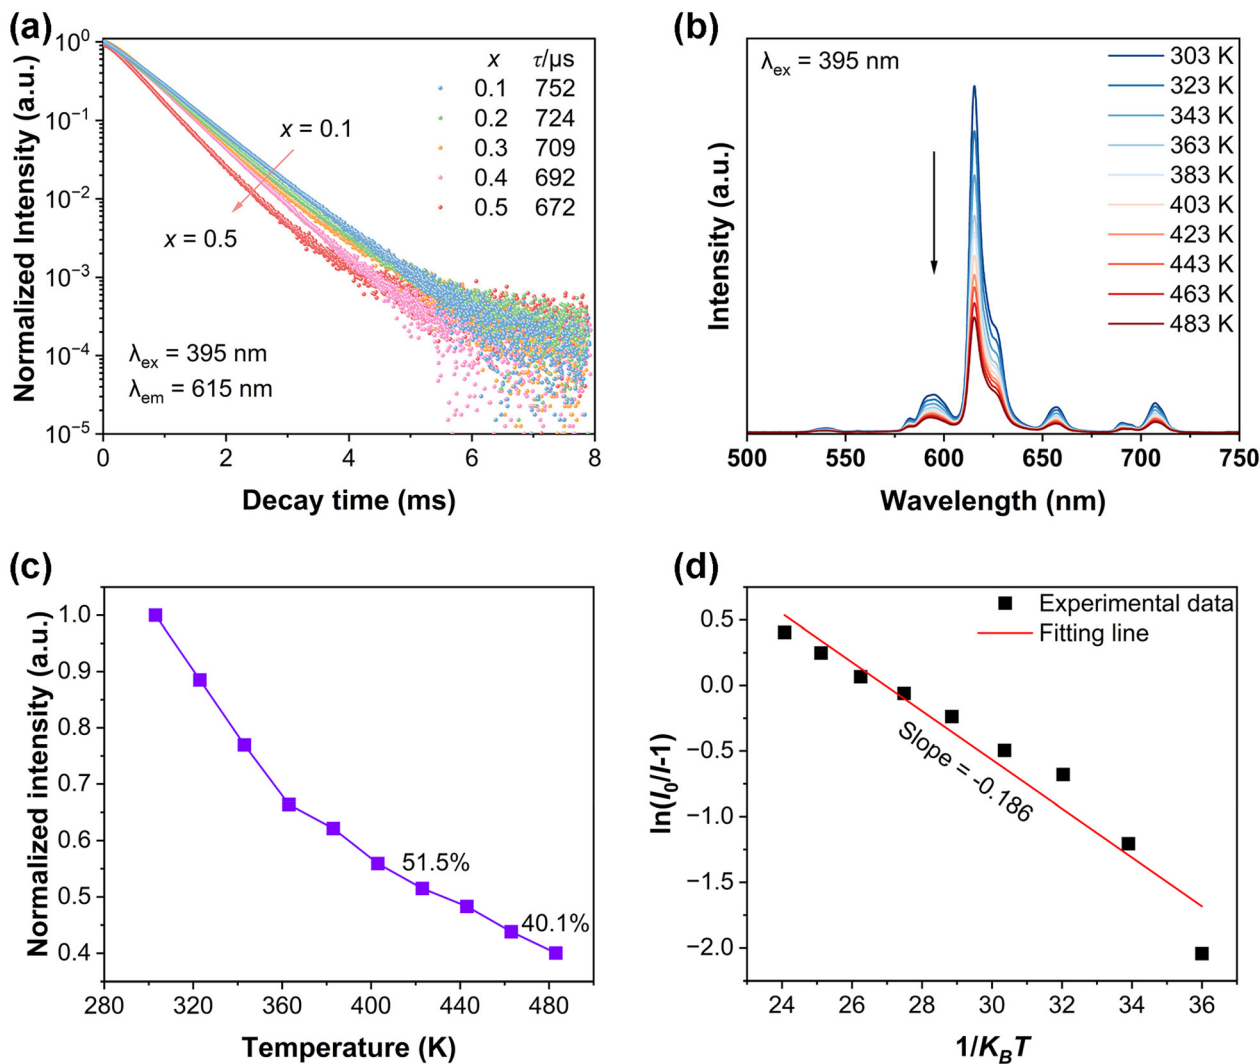 (a)
Normalized Intensity (a.u.)
10⁰
10⁻¹
10⁻²
10⁻³
10⁻⁴
10⁻⁵
x τ/μs
0.1 752
0.2 724
0.3 709
0.4 692
0.5 672
x = 0.1
x = 0.5
λex = 395 nm
λem = 615 nm
0 2 4 6 8
Decay time (ms)
(b)
Intensity (a.u.)
λex = 395 nm
303 K
323 K
343 K
363 K
383 K
403 K
423 K
443 K
463 K
483 K
500 550 600 650 700 750
Wavelength (nm)
(c)
Normalized intensity (a.u.)
1.0
0.9
0.8
0.7
0.6
0.5
0.4
51.5%
40.1%
280 320 360 400 440 480
Temperature (K)
(d)
ln(I₀/I-1)
0.5
0.0
−0.5
−1.0
−1.5
−2.0
Experimental data
Fitting line
Slope = -0.186
24 26 28 30 32 34 36
1/K_BT